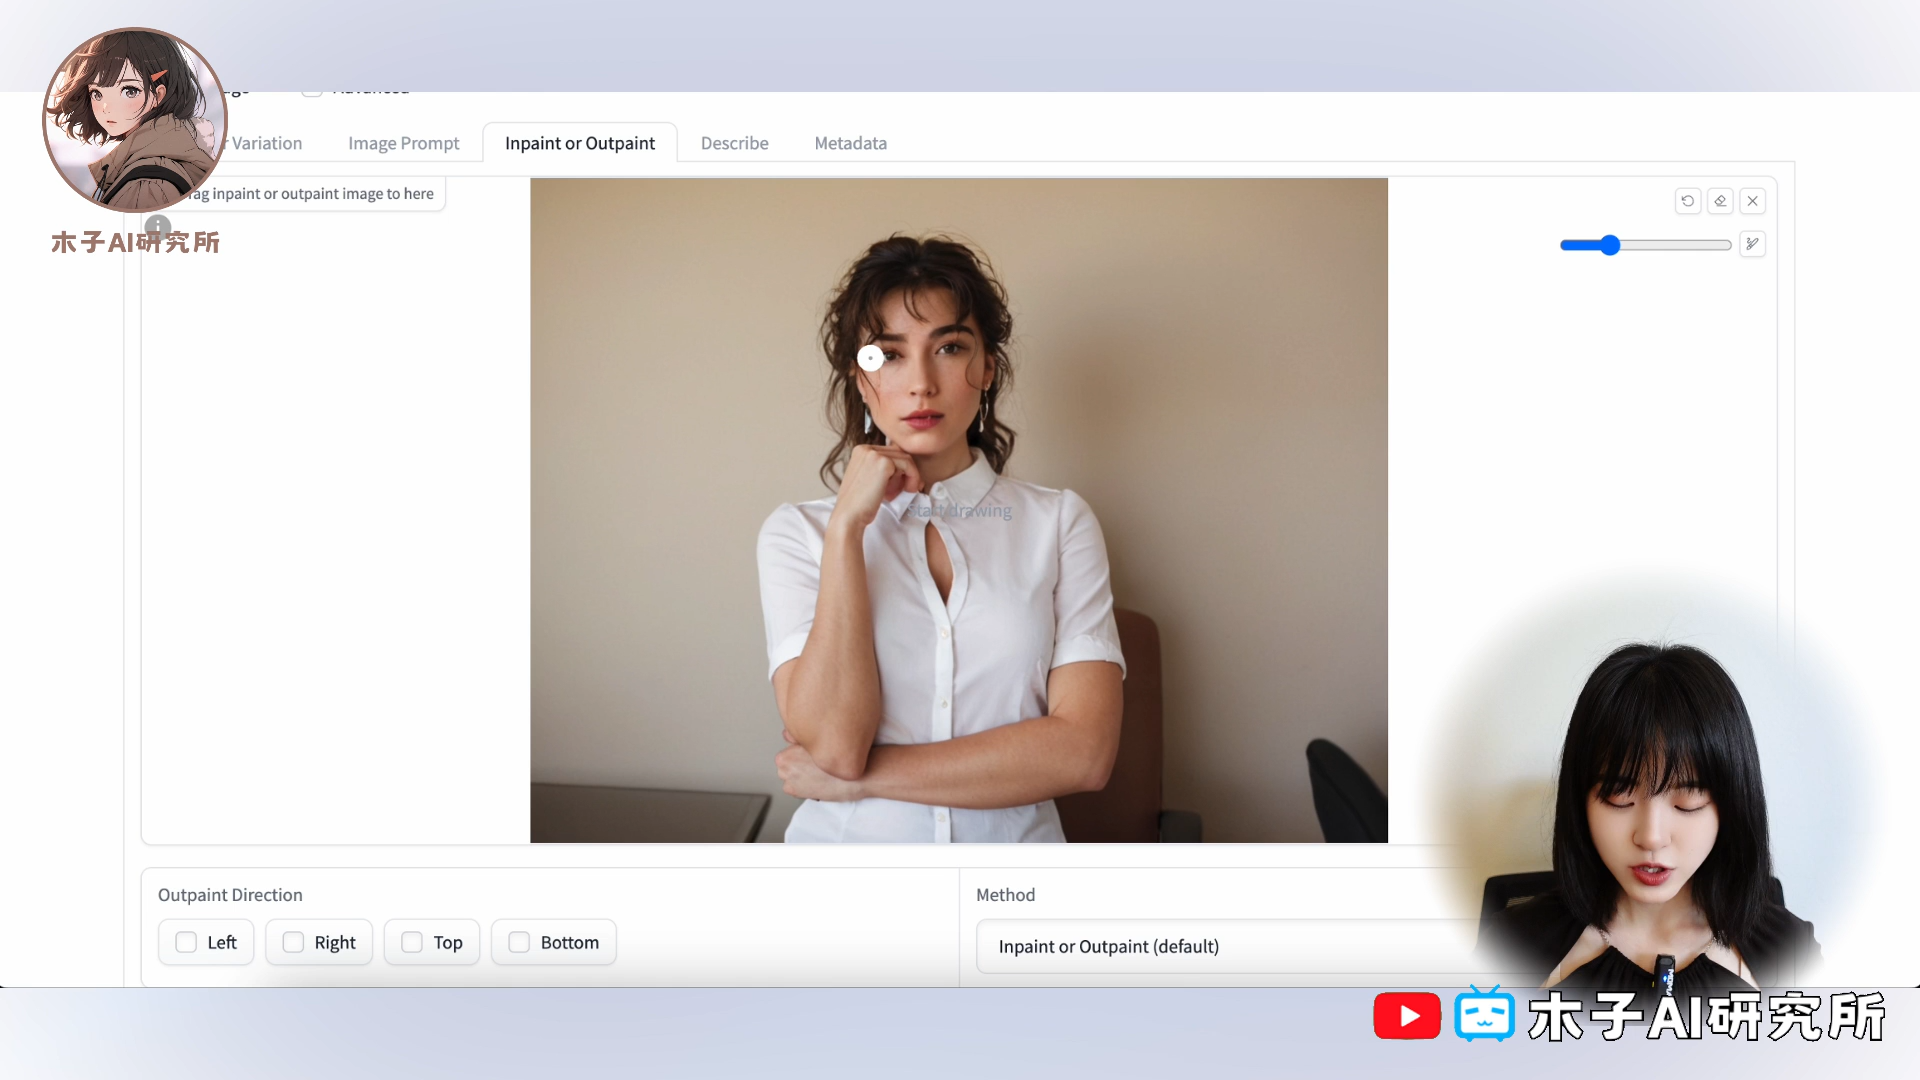 Variation
Image Prompt
Inpaint or Outpaint
Describe
Metadata
inpaint or outpaint image to here
木子AI研究所
Start drawing
Outpaint Direction
Left
Right
Top
Bottom
Method
Inpaint or Outpaint (default)
木子AI研究所